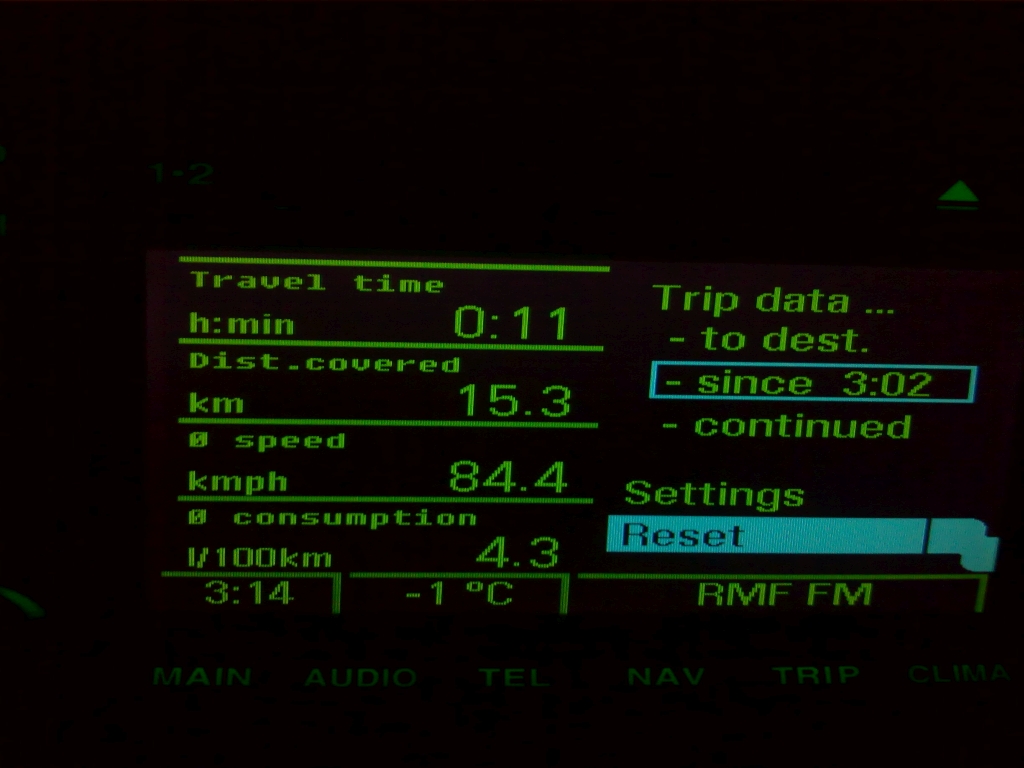 1•2
Travel time
h:min 0:11
Dist.covered
km 15.3
Ø speed
kmph 84.4
Ø consumption
l/100km 4.3
Trip data ...
- to dest.
- since 3:02
- continued
Settings
Reset
3:14 -1 °C RMF FM
MAIN AUDIO TEL NAV TRIP CLIMA